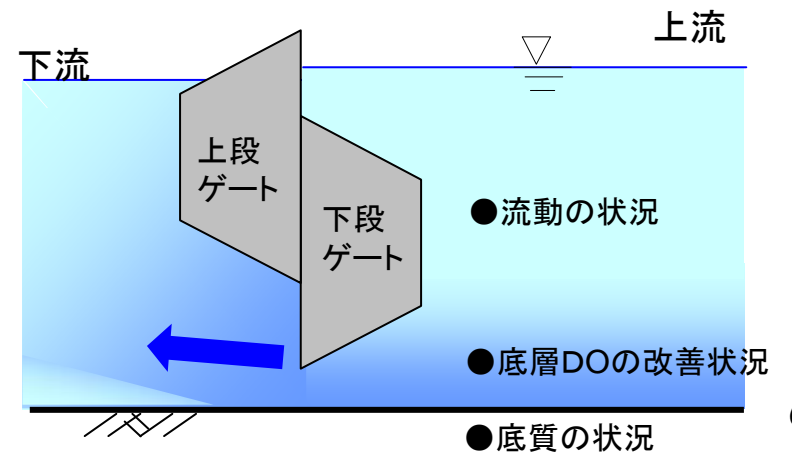 上流
下流
上段
ゲート
下段
ゲート
●流動の状況
●底層DOの改善状況
●底質の状況